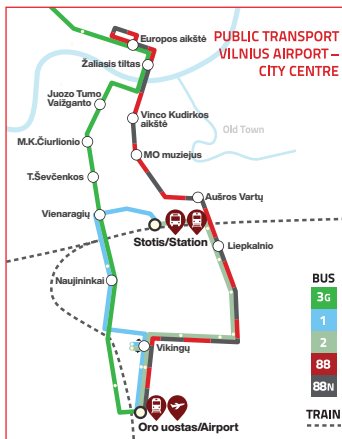 PUBLIC TRANSPORT
VILNIUS AIRPORT –
CITY CENTRE
Europos aikštė
Žaliasis tiltas
Juozo Tumo
Vaižganto
Vinco Kudirkos
aikštė
Old Town
M.K.Čiurlionio
MO muziejus
T.Ševčenkos
Aušros Vartų
Vienaragių
Stotis/Station
Liepkalnio
Naujininkai
Vikingų
Oro uostas/Airport
BUS
3G
1
2
88
88N
TRAIN